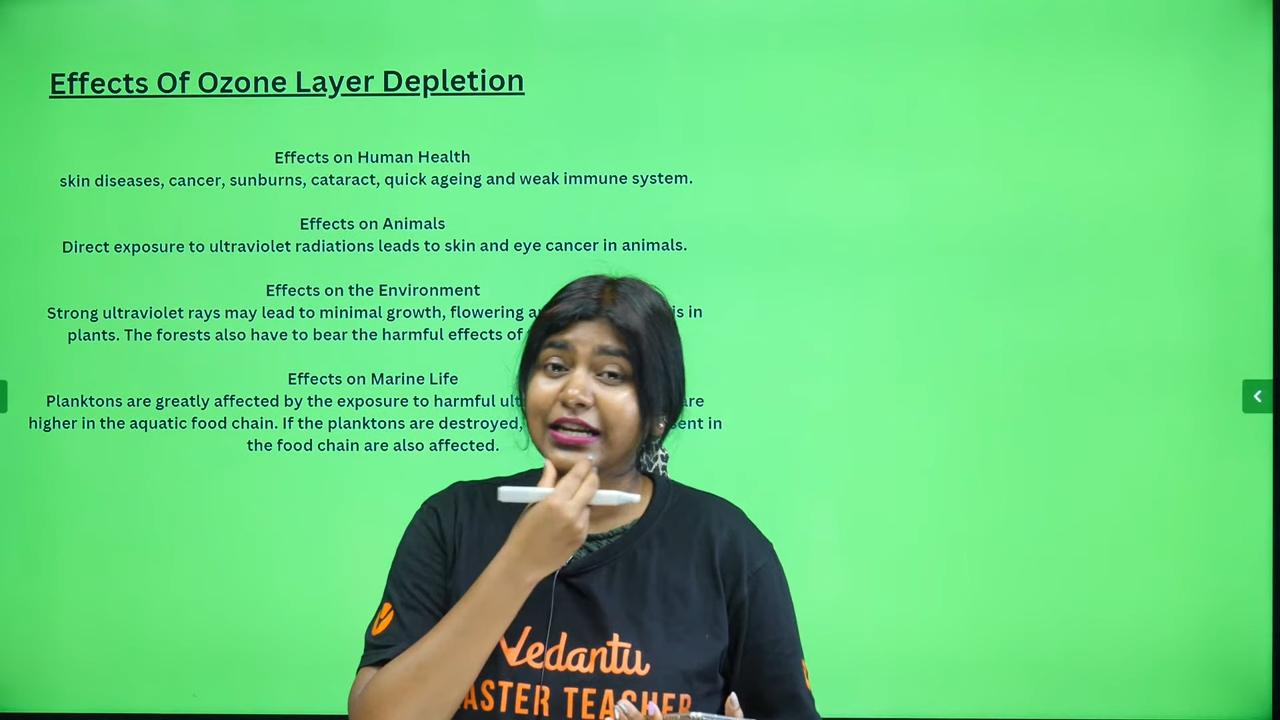 Effects Of Ozone Layer Depletion
Effects on Human Health
skin diseases, cancer, sunburns, cataract, quick ageing and weak immune system.
Effects on Animals
Direct exposure to ultraviolet radiations leads to skin and eye cancer in animals.
Effects on the Environment
Strong ultraviolet rays may lead to minimal growth, flowering is in
plants. The forests also have to bear the harmful effects of
Effects on Marine Life
Planktons are greatly affected by the exposure to harmful are
higher in the aquatic food chain. If the planktons are destroyed,
the food chain are also affected.
Vedantu
TEACHER